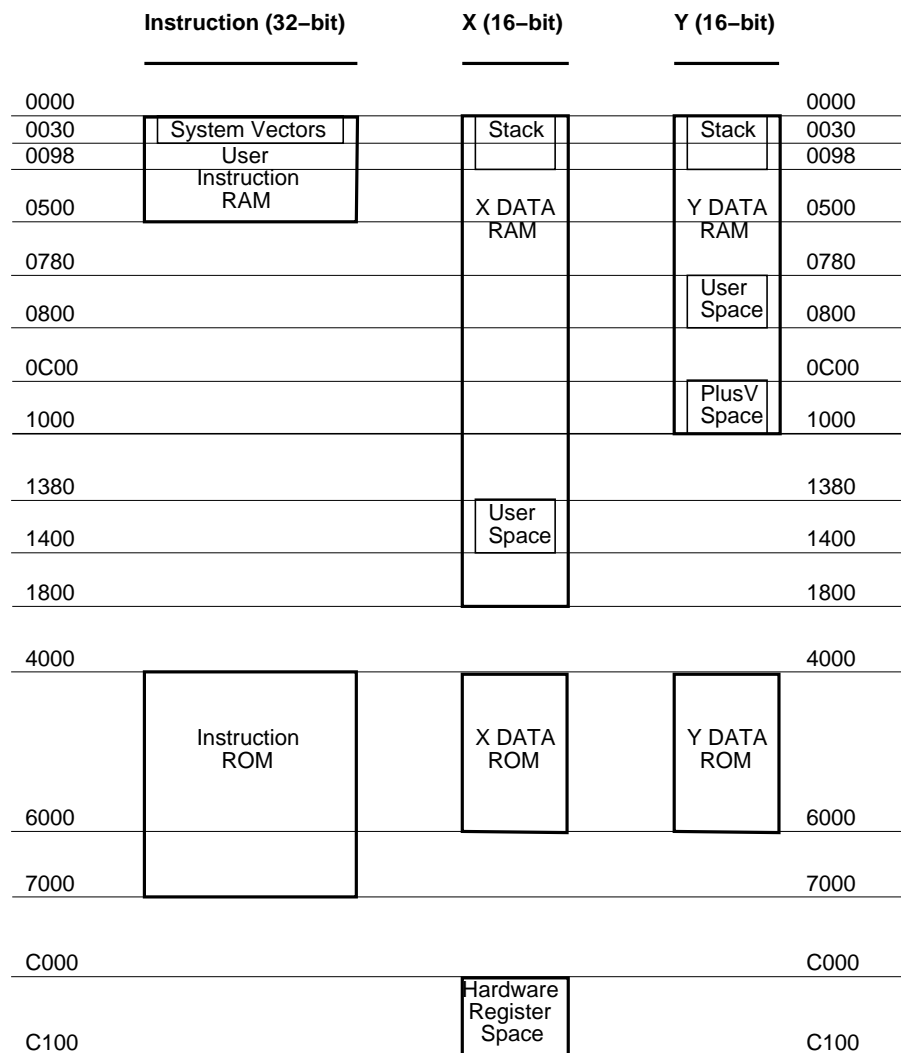 Instruction (32−bit) X (16−bit) Y (16−bit)
0000 0000
0030 System Vectors Stack Stack 0030
0098 User 0098
Instruction
RAM
0500 X DATA Y DATA 0500
RAM RAM
0780 0780
User
Space
0800 0800
0C00 0C00
PlusV
Space
1000 1000
1380 1380
User
Space
1400 1400
1800 1800
4000 4000
Instruction X DATA Y DATA
ROM ROM ROM
6000 6000
7000 7000
C000 C000
Hardware
Register
Space
C100 C100